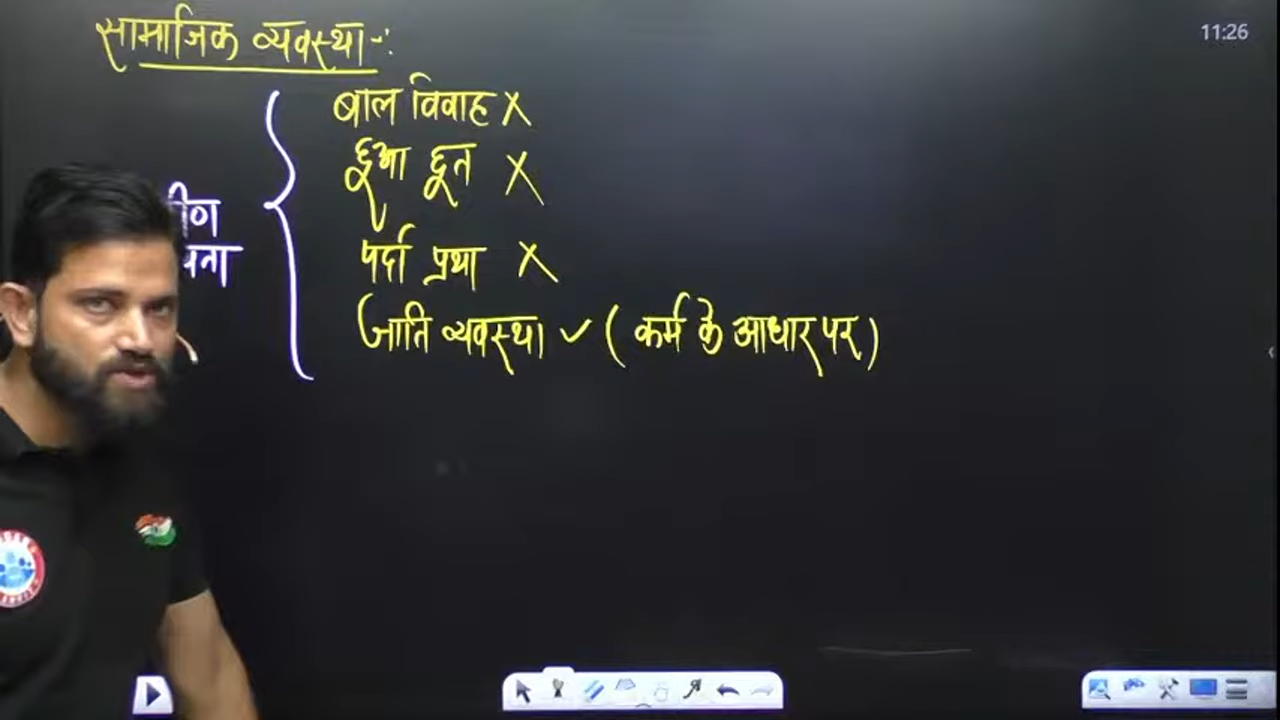 सामाजिक व्यवस्था -:
11:26
बाल विवाह X
छुआ छूत X
पर्दा प्रथा X
जाति व्यवस्था ✓ ( कर्म के आधार पर )